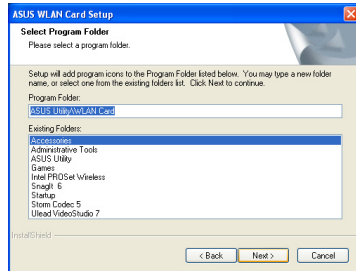 ASUS WLAN Card Setup
Select Program Folder
Please select a program folder.
Setup will add program icons to the Program Folder listed below. You may type a new folder
name, or select one from the existing folders list. Click Next to continue.
Program Folder:
ASUS Utility\WLAN Card
Existing Folders:
Accessories
Administrative Tools
ASUS Utility
Games
Intel PROSet Wireless
SnagIt 6
Startup
Storm Codec 5
Ulead VideoStudio 7
InstallShield
< Back
Next >
Cancel